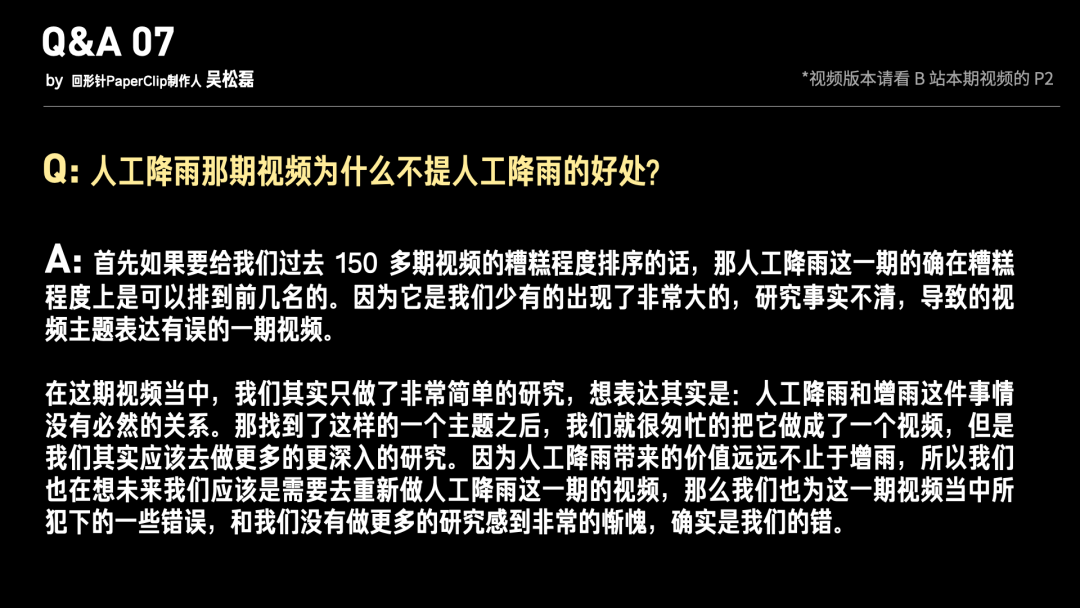 Q&A 07
by 回形针PaperClip制作人 吴松磊
*视频版本请看 B 站本期视频的 P2
Q: 人工降雨那期视频为什么不提人工降雨的好处?
A: 首先如果要给我们过去 150 多期视频的糟糕程度排序的话，那人工降雨这一期的确在糟糕
程度上是可以排到前几名的。因为它是我们少有的出现了非常大的，研究事实不清，导致的视
频主题表达有误的一期视频。
在这期视频当中，我们其实只做了非常简单的研究，想表达其实是：人工降雨和增雨这件事情
没有必然的关系。那找到了这样的一个主题之后，我们就很匆忙的把它做成了一个视频，但是
我们其实应该去做更多的更深入的研究。因为人工降雨带来的价值远远不止于增雨，所以我们
也在想未来我们应该是需要去重新做人工降雨这一期的视频，那么我们也为这一期视频当中所
犯下的一些错误，和我们没有做更多的研究感到非常的惭愧，确实是我们的错。